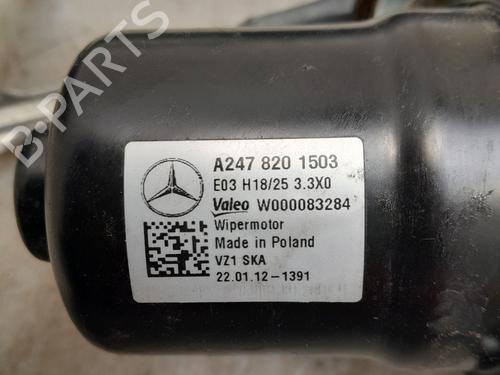 A247 820 1503
E03 H18/25 3.3X0
Valeo W000083284
Wipermotor
Made in Poland
VZ1 SKA
22.01.12-1391